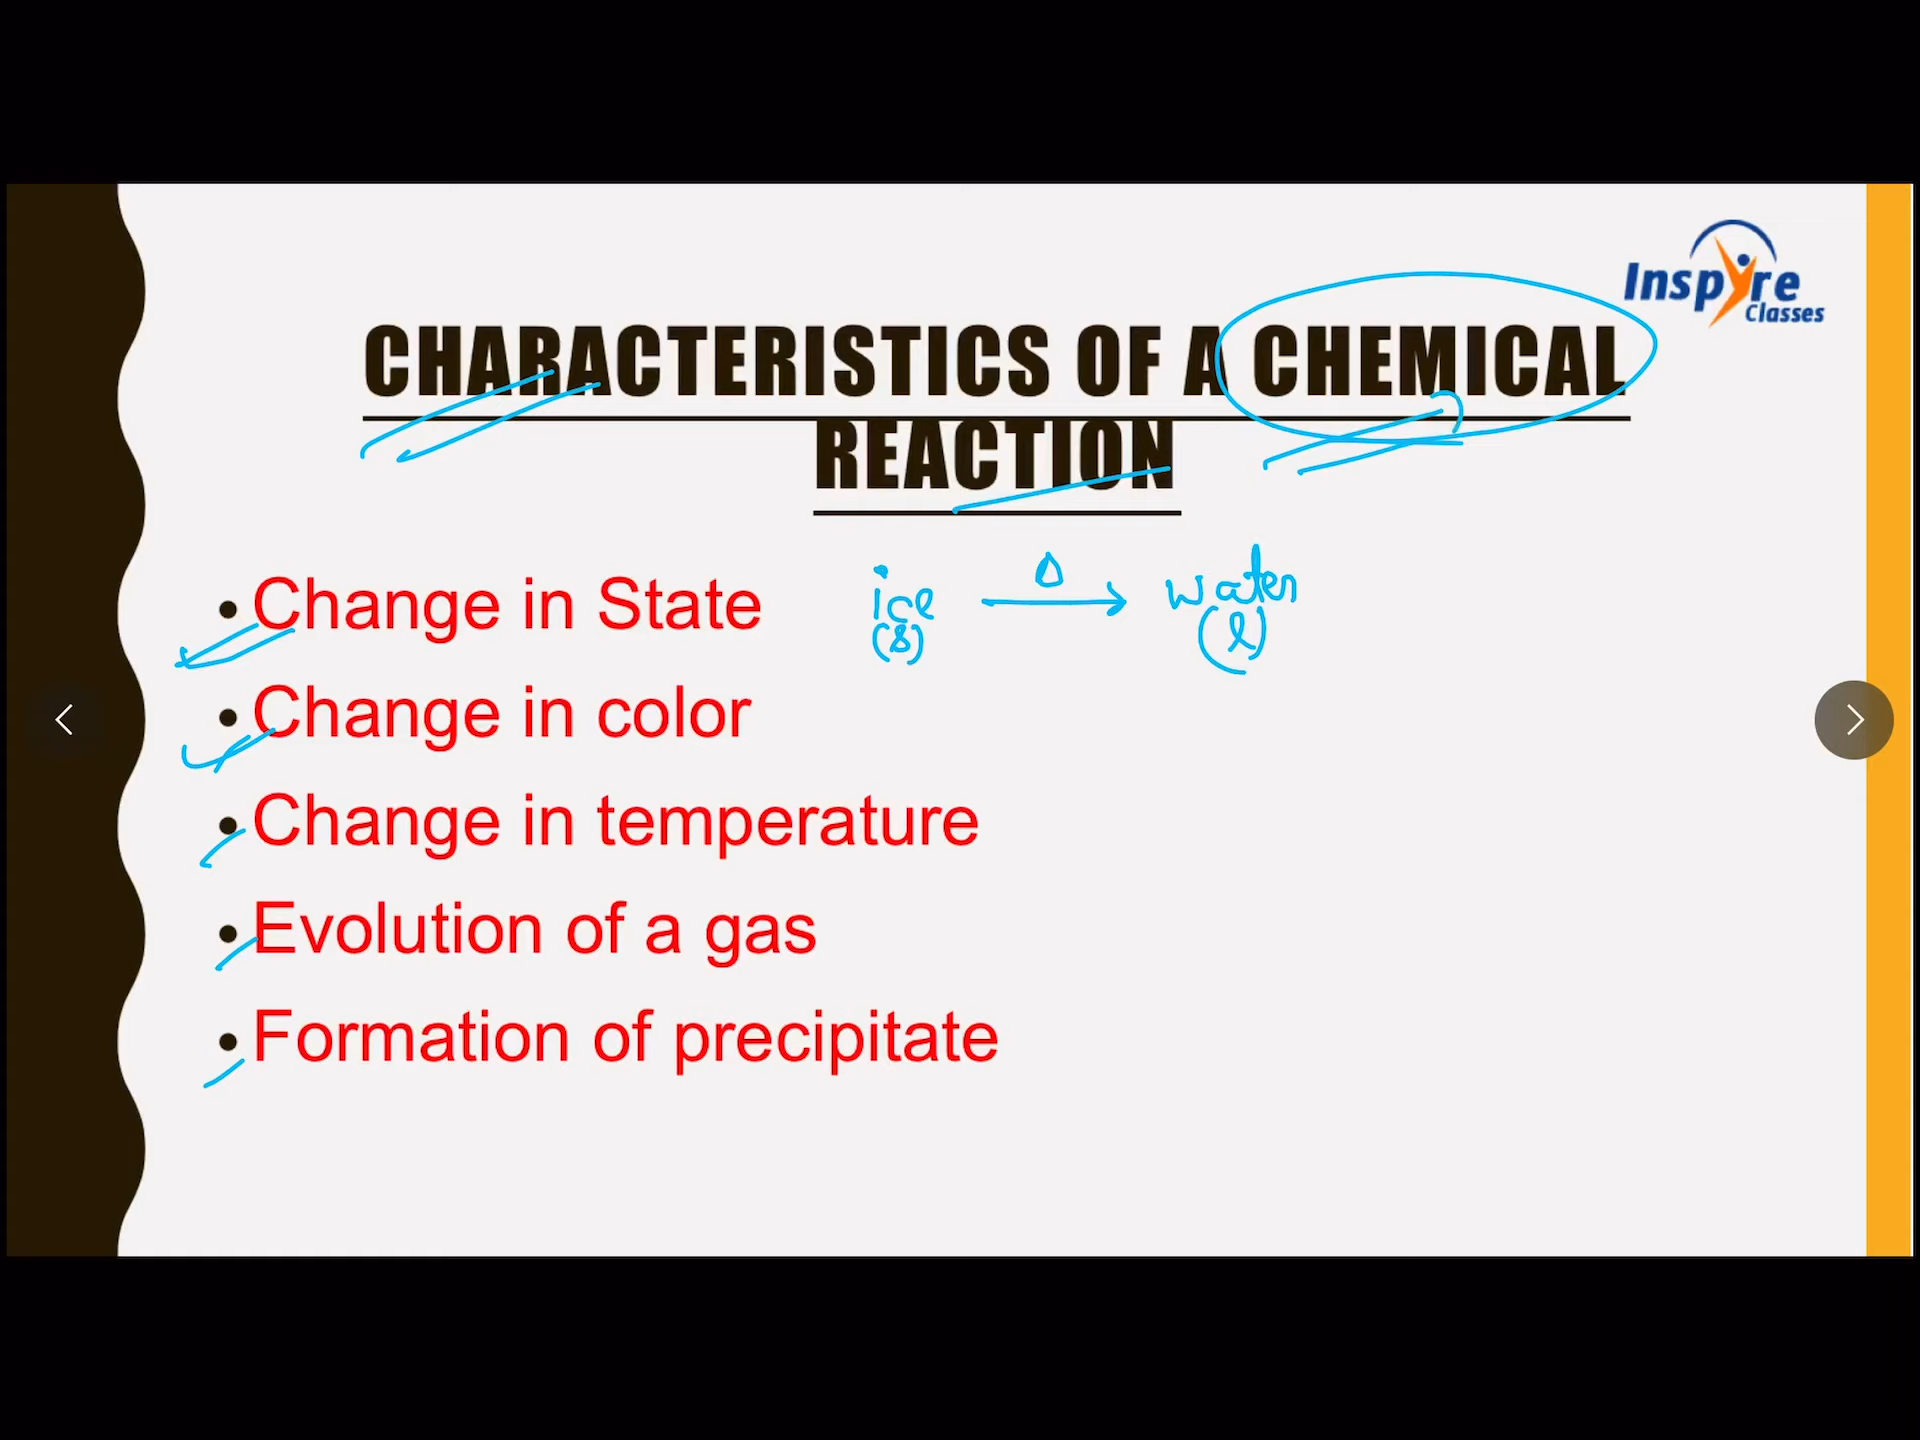 Inspyre
Classes
CHARACTERISTICS OF A CHEMICAL
REACTION
• Change in State
ice —Δ→ water
(s) (l)
• Change in color
• Change in temperature
• Evolution of a gas
• Formation of precipitate